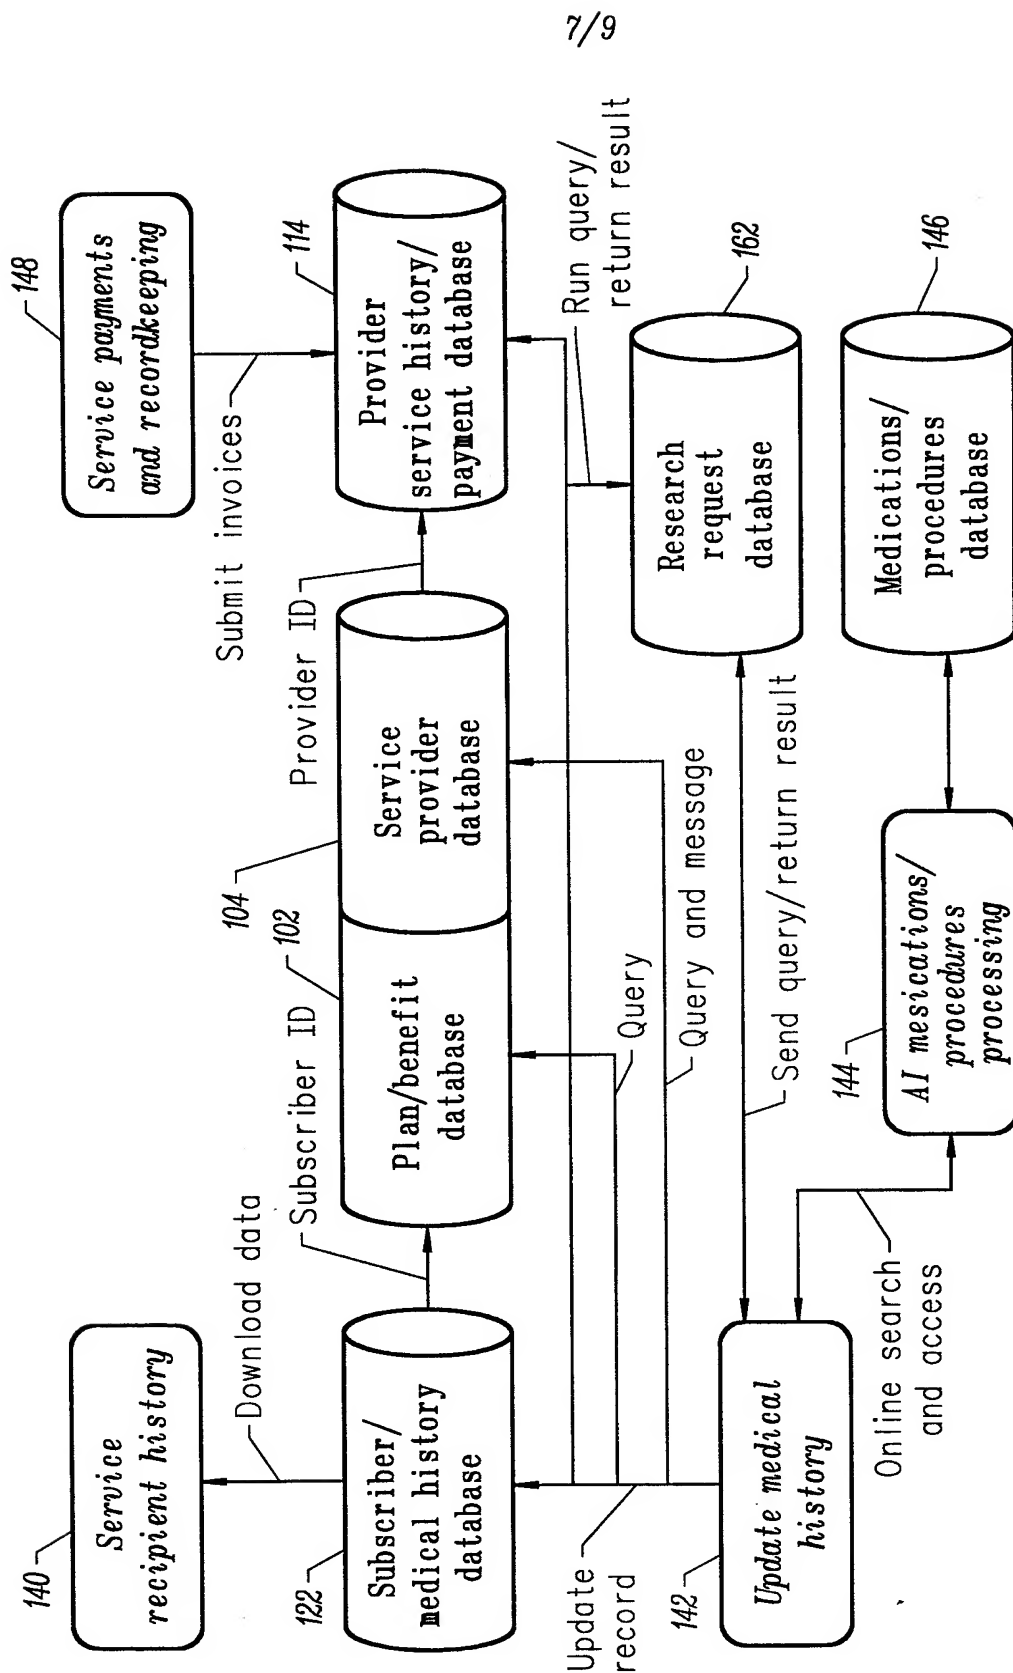 7/9
140
Service
recipient history
148
Service payments
and recordkeeping
Download data
Submit invoices
122
Subscriber/
medical history
database
Subscriber ID
102
Plan/benefit
database
104
Service
provider
database
Provider ID
114
Provider
service history/
payment database
Update
record
Query
Query and message
Run query/
return result
142
Update medical
history
Send query/return result
162
Research
request
database
Online search
and access
144
AI mesications/
procedures
processing
146
Medications/
procedures
database